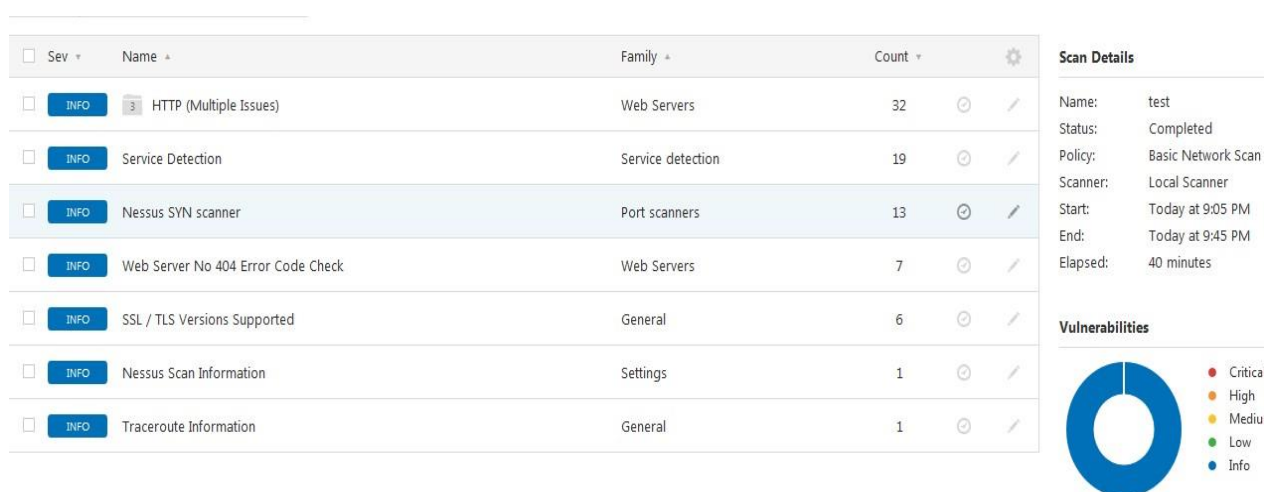 Sev Name Family Count
INFO 3 HTTP (Multiple Issues) Web Servers 32
INFO Service Detection Service detection 19
INFO Nessus SYN scanner Port scanners 13
INFO Web Server No 404 Error Code Check Web Servers 7
INFO SSL / TLS Versions Supported General 6
INFO Nessus Scan Information Settings 1
INFO Traceroute Information General 1
Scan Details
Name: test
Status: Completed
Policy: Basic Network Scan
Scanner: Local Scanner
Start: Today at 9:05 PM
End: Today at 9:45 PM
Elapsed: 40 minutes
Vulnerabilities
Critica
High
Mediu
Low
Info